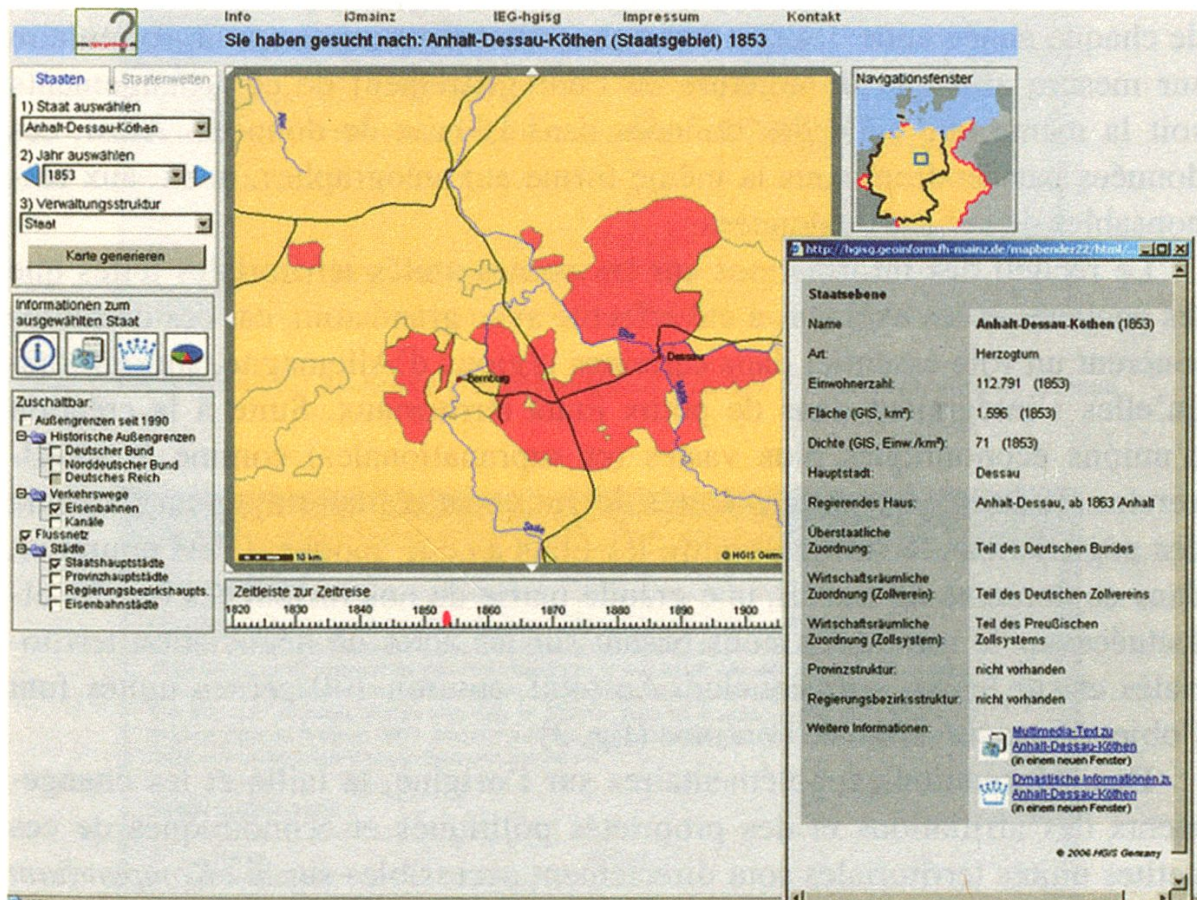 Info I3mainz IEG-hgisg Impressum Kontakt
Sie haben gesucht nach: Anhalt-Dessau-Köthen (Staatsgebiet) 1853
Staaten Staatenwelten
1) Staat auswählen
Anhalt-Dessau-Köthen
2) Jahr auswählen
1853
3) Verwaltungsstruktur
Staat
Karte generieren
Informationen zum
ausgewählten Staat
Zuschaltbar:
Außengrenzen seit 1990
Historische Außengrenzen
Deutscher Bund
Norddeutscher Bund
Deutsches Reich
Verkehrswege
Eisenbahnen
Kanäle
Flussnetz
Städte
Staatshauptstädte
Provinzhauptstädte
Regierungsbezirkshaupts.
Eisenbahnstädte
Dessau
Bernburg
Mulde
Saale
10 km
© HGIS Germa
Zeitleiste zur Zeitreise
1820 1830 1840 1850 1860 1870 1880 1890 1900
Navigationsfenster
http://hgisg.geoinform.fh-mainz.de/mapbender22/html/...
Staatsebene
Name Anhalt-Dessau-Köthen (1853)
Art: Herzogtum
Einwohnerzahl: 112.791 (1853)
Fläche (GIS, km²): 1.596 (1853)
Dichte (GIS, Einw./km²): 71 (1853)
Hauptstadt: Dessau
Regierendes Haus: Anhalt-Dessau, ab 1863 Anhalt
Überstaatliche
Zuordnung: Teil des Deutschen Bundes
Wirtschaftsräumliche
Zuordnung (Zollverein): Teil des Deutschen Zollvereins
Wirtschaftsräumliche Teil des Preußischen
Zuordnung (Zollsystem): Zollsystems
Provinzstruktur: nicht vorhanden
Regierungsbezirksstruktur: nicht vorhanden
Weitere Informationen: Multimedia-Text zu
Anhalt-Dessau-Köthen
(in einem neuen Fenster)
Dynastische Informationen z
Anhalt-Dessau-Köthen
(in einem neuen Fenster)
© 2006 HGIS Germany